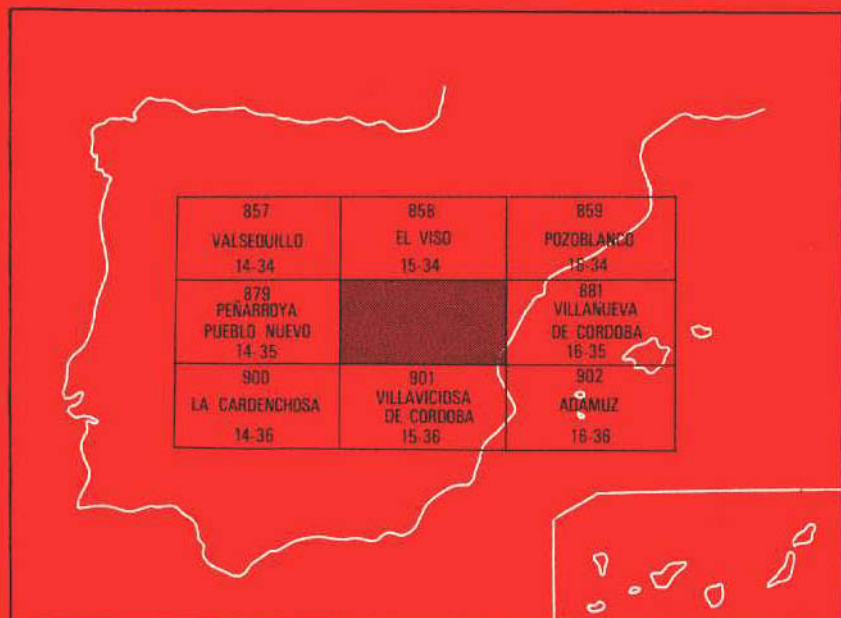 857
VALSEQUILLO
14-34
858
EL VISO
15-34
859
POZOBLANCO
16-34
879
PEÑARROYA
PUEBLO NUEVO
14-35
881
VILLANUEVA
DE CORDOBA
16-35
900
LA CARDENCHOSA
14-36
901
VILLAVICIOSA
DE CORDOBA
15-36
902
ADAMUZ
16-36